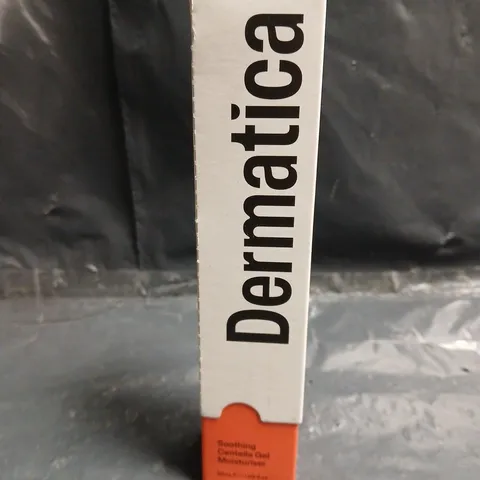 Dermatica
Soothing
Centella Gel
Moisturiser